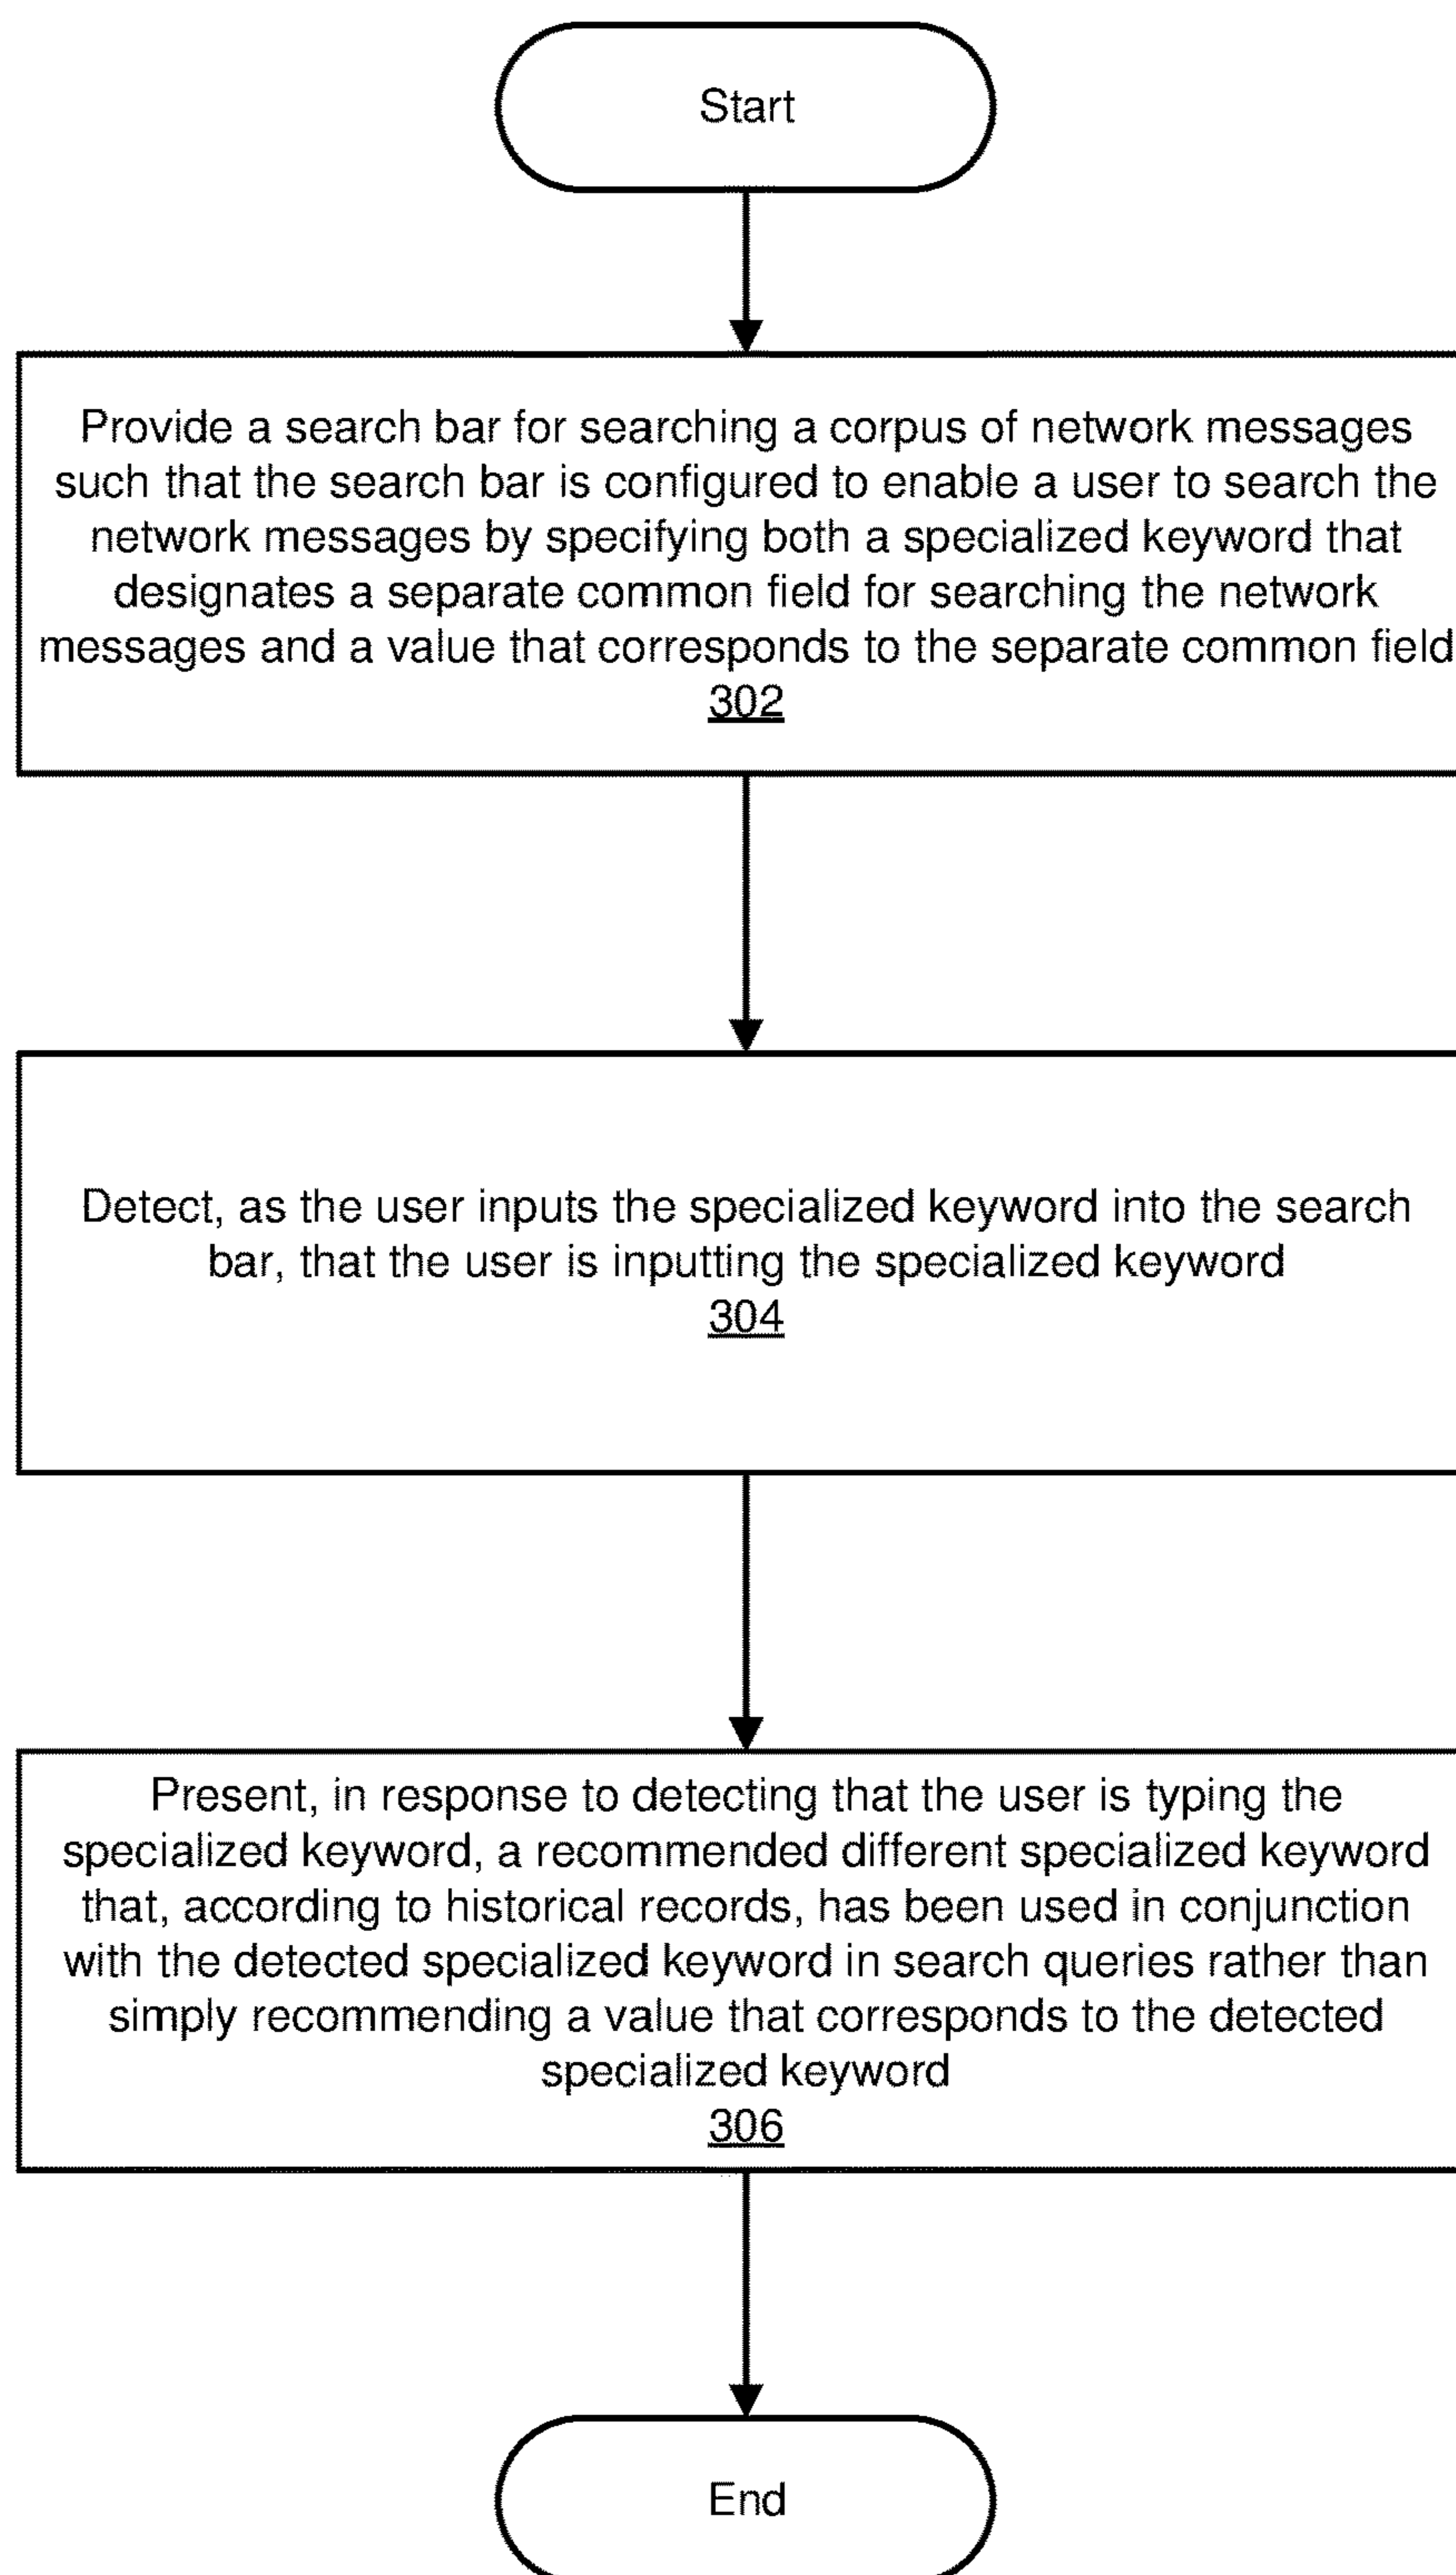 Start
Provide a search bar for searching a corpus of network messages
such that the search bar is configured to enable a user to search the
network messages by specifying both a specialized keyword that
designates a separate common field for searching the network
messages and a value that corresponds to the separate common field
302
Detect, as the user inputs the specialized keyword into the search
bar, that the user is inputting the specialized keyword
304
Present, in response to detecting that the user is typing the
specialized keyword, a recommended different specialized keyword
that, according to historical records, has been used in conjunction
with the detected specialized keyword in search queries rather than
simply recommending a value that corresponds to the detected
specialized keyword
306
End